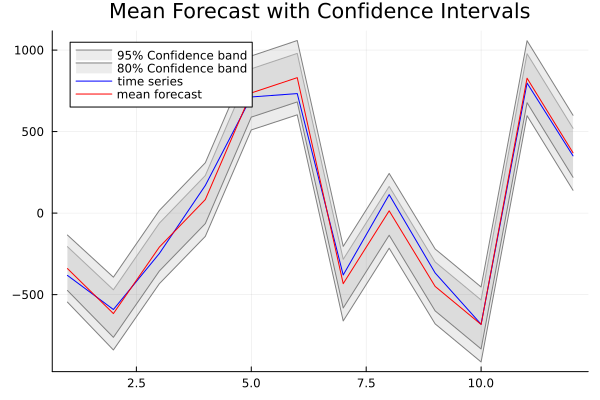 Mean Forecast with Confidence Intervals
95% Confidence band
80% Confidence band
time series
mean forecast
1000
500
0
−500
2.5 5.0 7.5 10.0